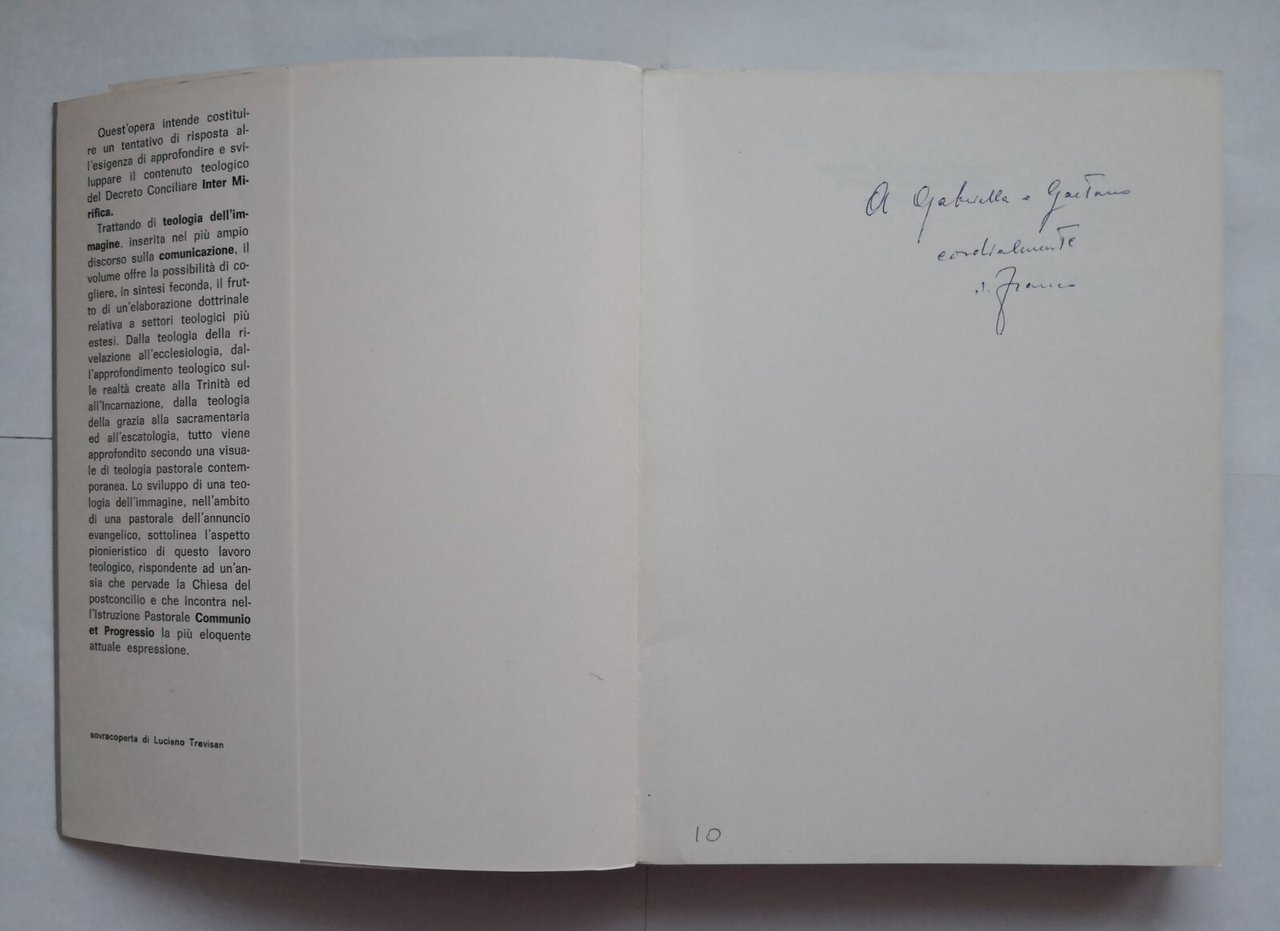 Quest'opera intende costitui-
re un tentativo di risposta al-
l'esigenza di approfondire e svi-
luppare il contenuto teologico
del Decreto Conciliare Inter Mi-
rifica.
Trattando di teologia dell'im-
magine, inserita nel più ampio
discorso sulla comunicazione, il
volume offre la possibilità di co-
gliere, in sintesi feconda, il frut-
to di un'elaborazione dottrinale
relativa a settori teologici più
estesi. Dalla teologia della ri-
velazione all'ecclesiologia, dal-
l'approfondimento teologico sul-
le realtà create alla Trinità ed
all'Incarnazione, dalla teologia
della grazia alla sacramentaria
ed all'escatologia, tutto viene
approfondito secondo una visua-
le di teologia pastorale contem-
poranea. Lo sviluppo di una teo-
logia dell'immagine, nell'ambito
di una pastorale dell'annuncio
evangelico, sottolinea l'aspetto
pionieristico di questo lavoro
teologico, rispondente ad un'an-
sia che pervade la Chiesa del
postconcilio e che incontra nel-
l'Istruzione Pastorale Communio
et Progressio la più eloquente
attuale espressione.
sovracoperta di Luciano Trevisan
A Gabriella e Gaetano
cordialmente
d. Franco
10